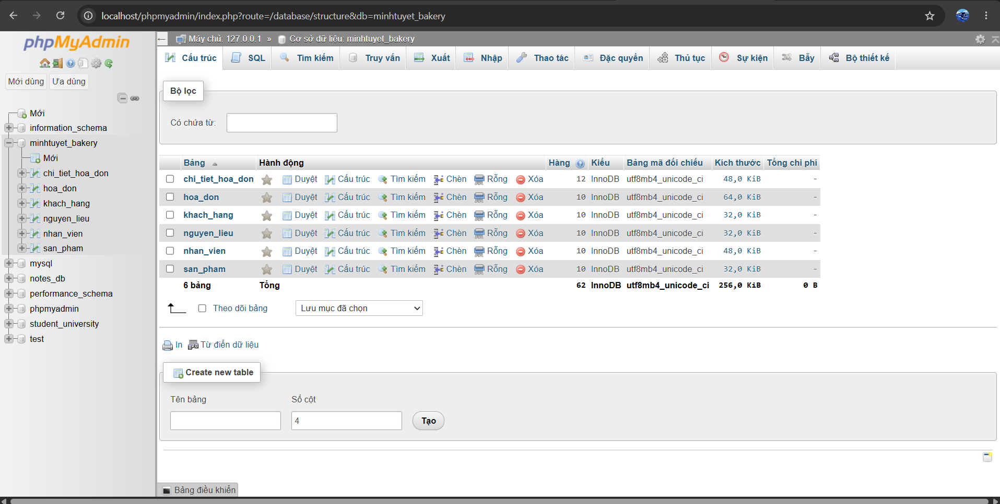 localhost/phpmyadmin/index.php?route=/database/structure&db=minhtuyet_bakery
phpMyAdmin
Mới dùng Ưa dùng
Mới
information_schema
minhtuyet_bakery
Mới
chi_tiet_hoa_don
hoa_don
khach_hang
nguyen_lieu
nhan_vien
san_pham
mysql
notes_db
performance_schema
phpmyadmin
student_university
test
Máy chủ: 127.0.0.1 » Cơ sở dữ liệu: minhtuyet_bakery
Cấu trúc SQL Tìm kiếm Truy vấn Xuất Nhập Thao tác Đặc quyền Thủ tục Sự kiện Bẫy Bộ thiết kế
Bộ lọc
Có chứa từ:
Bảng Hành động Hàng Kiểu Bảng mã đối chiếu Kích thước Tổng chi phí
chi_tiet_hoa_don Duyệt Cấu trúc Tìm kiếm Chèn Rỗng Xóa 12 InnoDB utf8mb4_unicode_ci 48,0 KiB -
hoa_don Duyệt Cấu trúc Tìm kiếm Chèn Rỗng Xóa 10 InnoDB utf8mb4_unicode_ci 64,0 KiB -
khach_hang Duyệt Cấu trúc Tìm kiếm Chèn Rỗng Xóa 10 InnoDB utf8mb4_unicode_ci 32,0 KiB -
nguyen_lieu Duyệt Cấu trúc Tìm kiếm Chèn Rỗng Xóa 10 InnoDB utf8mb4_unicode_ci 32,0 KiB -
nhan_vien Duyệt Cấu trúc Tìm kiếm Chèn Rỗng Xóa 10 InnoDB utf8mb4_unicode_ci 48,0 KiB -
san_pham Duyệt Cấu trúc Tìm kiếm Chèn Rỗng Xóa 10 InnoDB utf8mb4_unicode_ci 32,0 KiB -
6 bảng Tổng 62 InnoDB utf8mb4_unicode_ci 256,0 KiB 0 B
Theo dõi bảng Lưu mục đã chọn
In Từ điển dữ liệu
Create new table
Tên bảng Số cột
4 Tạo
Bảng điều khiển